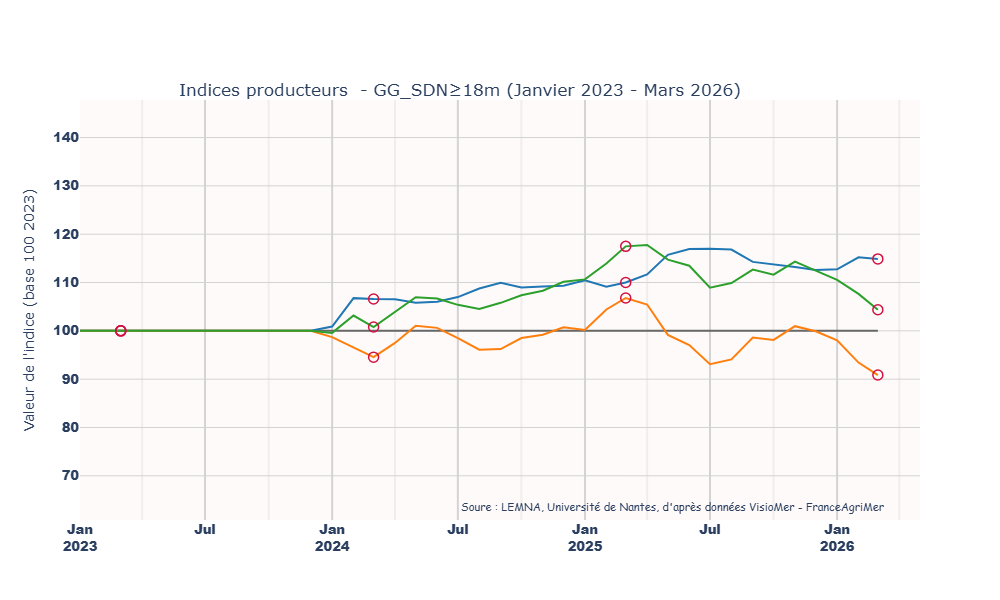 Indices producteurs  - GG_SDN≥18m (Janvier 2023 - Mars 2026)
Valeur de l'indice (base 100 2023)
140
130
120
110
100
90
80
70
Soure : LEMNA, Université de Nantes, d'après données VisioMer - FranceAgriMer
Jan Jul Jan Jul Jan Jul Jan
2023 2024 2025 2026